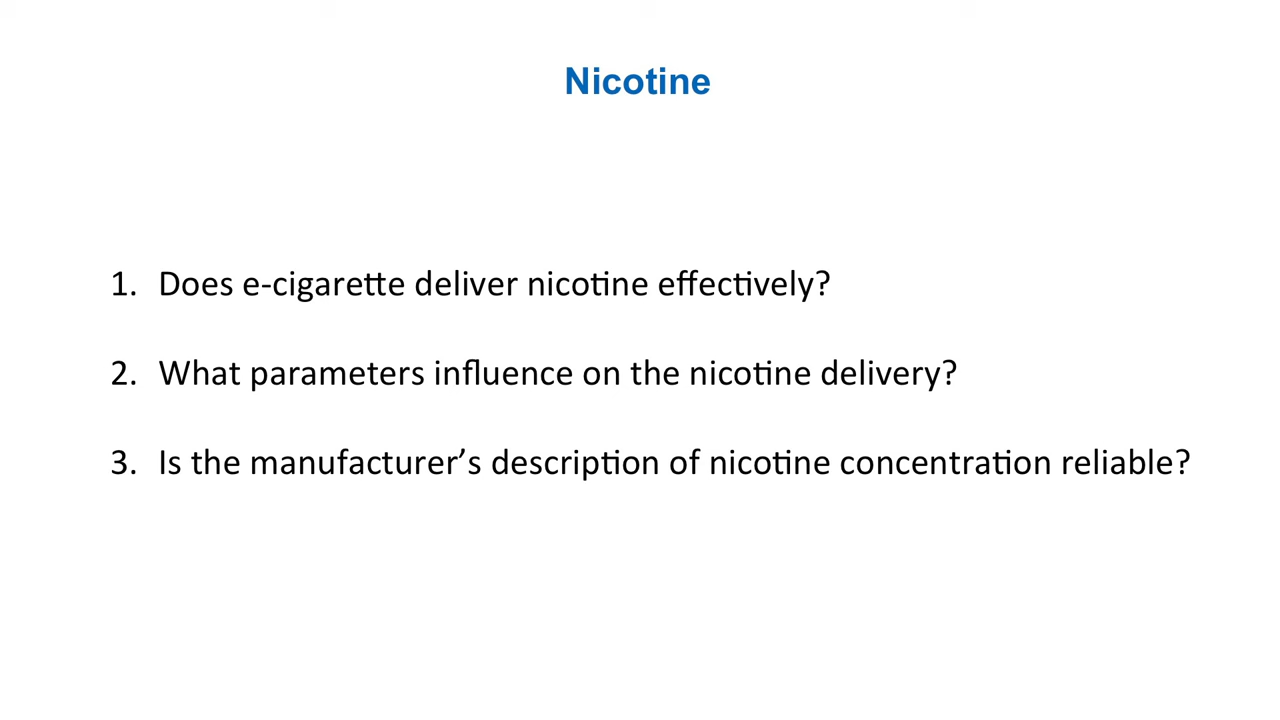 Nicotine
1. Does e-cigarette deliver nicotine effectively?
2. What parameters influence on the nicotine delivery?
3. Is the manufacturer’s description of nicotine concentration reliable?